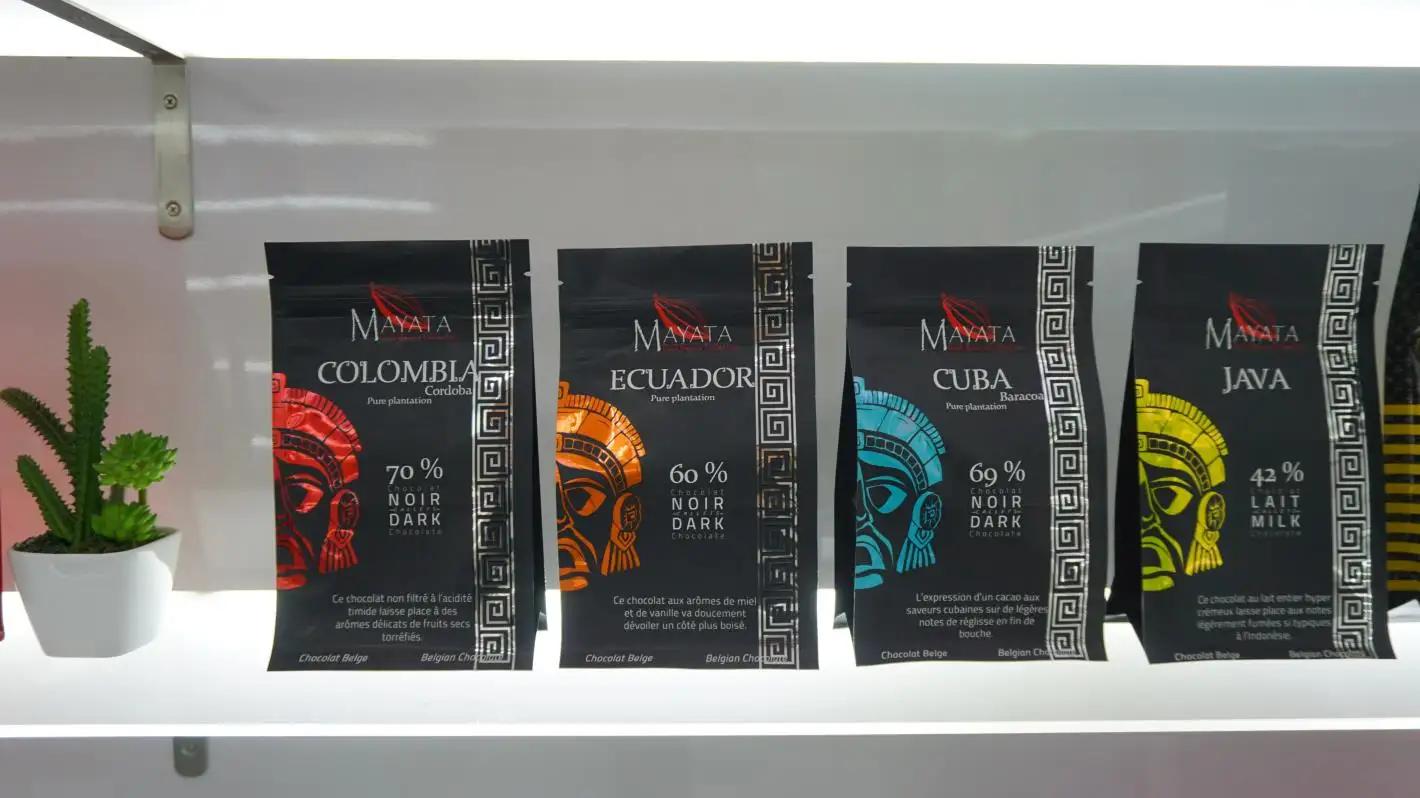 MAYATA
COLOMBIA
Cordoba
Pure plantation
70 %
Chocolat
NOIR
CALLETS
DARK
Chocolate
Ce chocolat non filtré à l'acidité
timide laisse place à des
arômes délicats de fruits secs
torréfiés.
Chocolat Belge
Belgian Chocolate
MAYATA
ECUADOR
Pure plantation
60 %
Chocolat
NOIR
CALLETS
DARK
Chocolate
Ce chocolat aux arômes de miel
et de vanille va doucement
dévoiler un côté plus boisé.
Chocolat Belge
Belgian Chocolate
MAYATA
CUBA
Baracoa
Pure plantation
69 %
Chocolat
NOIR
CALLETS
DARK
Chocolate
L'expression d'un cacao aux
saveurs cubaines sur de légères
notes de réglisse en fin de
bouche.
Chocolat Belge
Belgian Chocolate
MAYATA
JAVA
42 %
Chocolat
LAIT
CALLETS
MILK
Chocolate
Ce chocolat au lait entier hyper
crémeux laisse place aux notes
légèrement fumées si typiques
à l'Indonésie.
Chocolat Belge
Belgian Chocolate